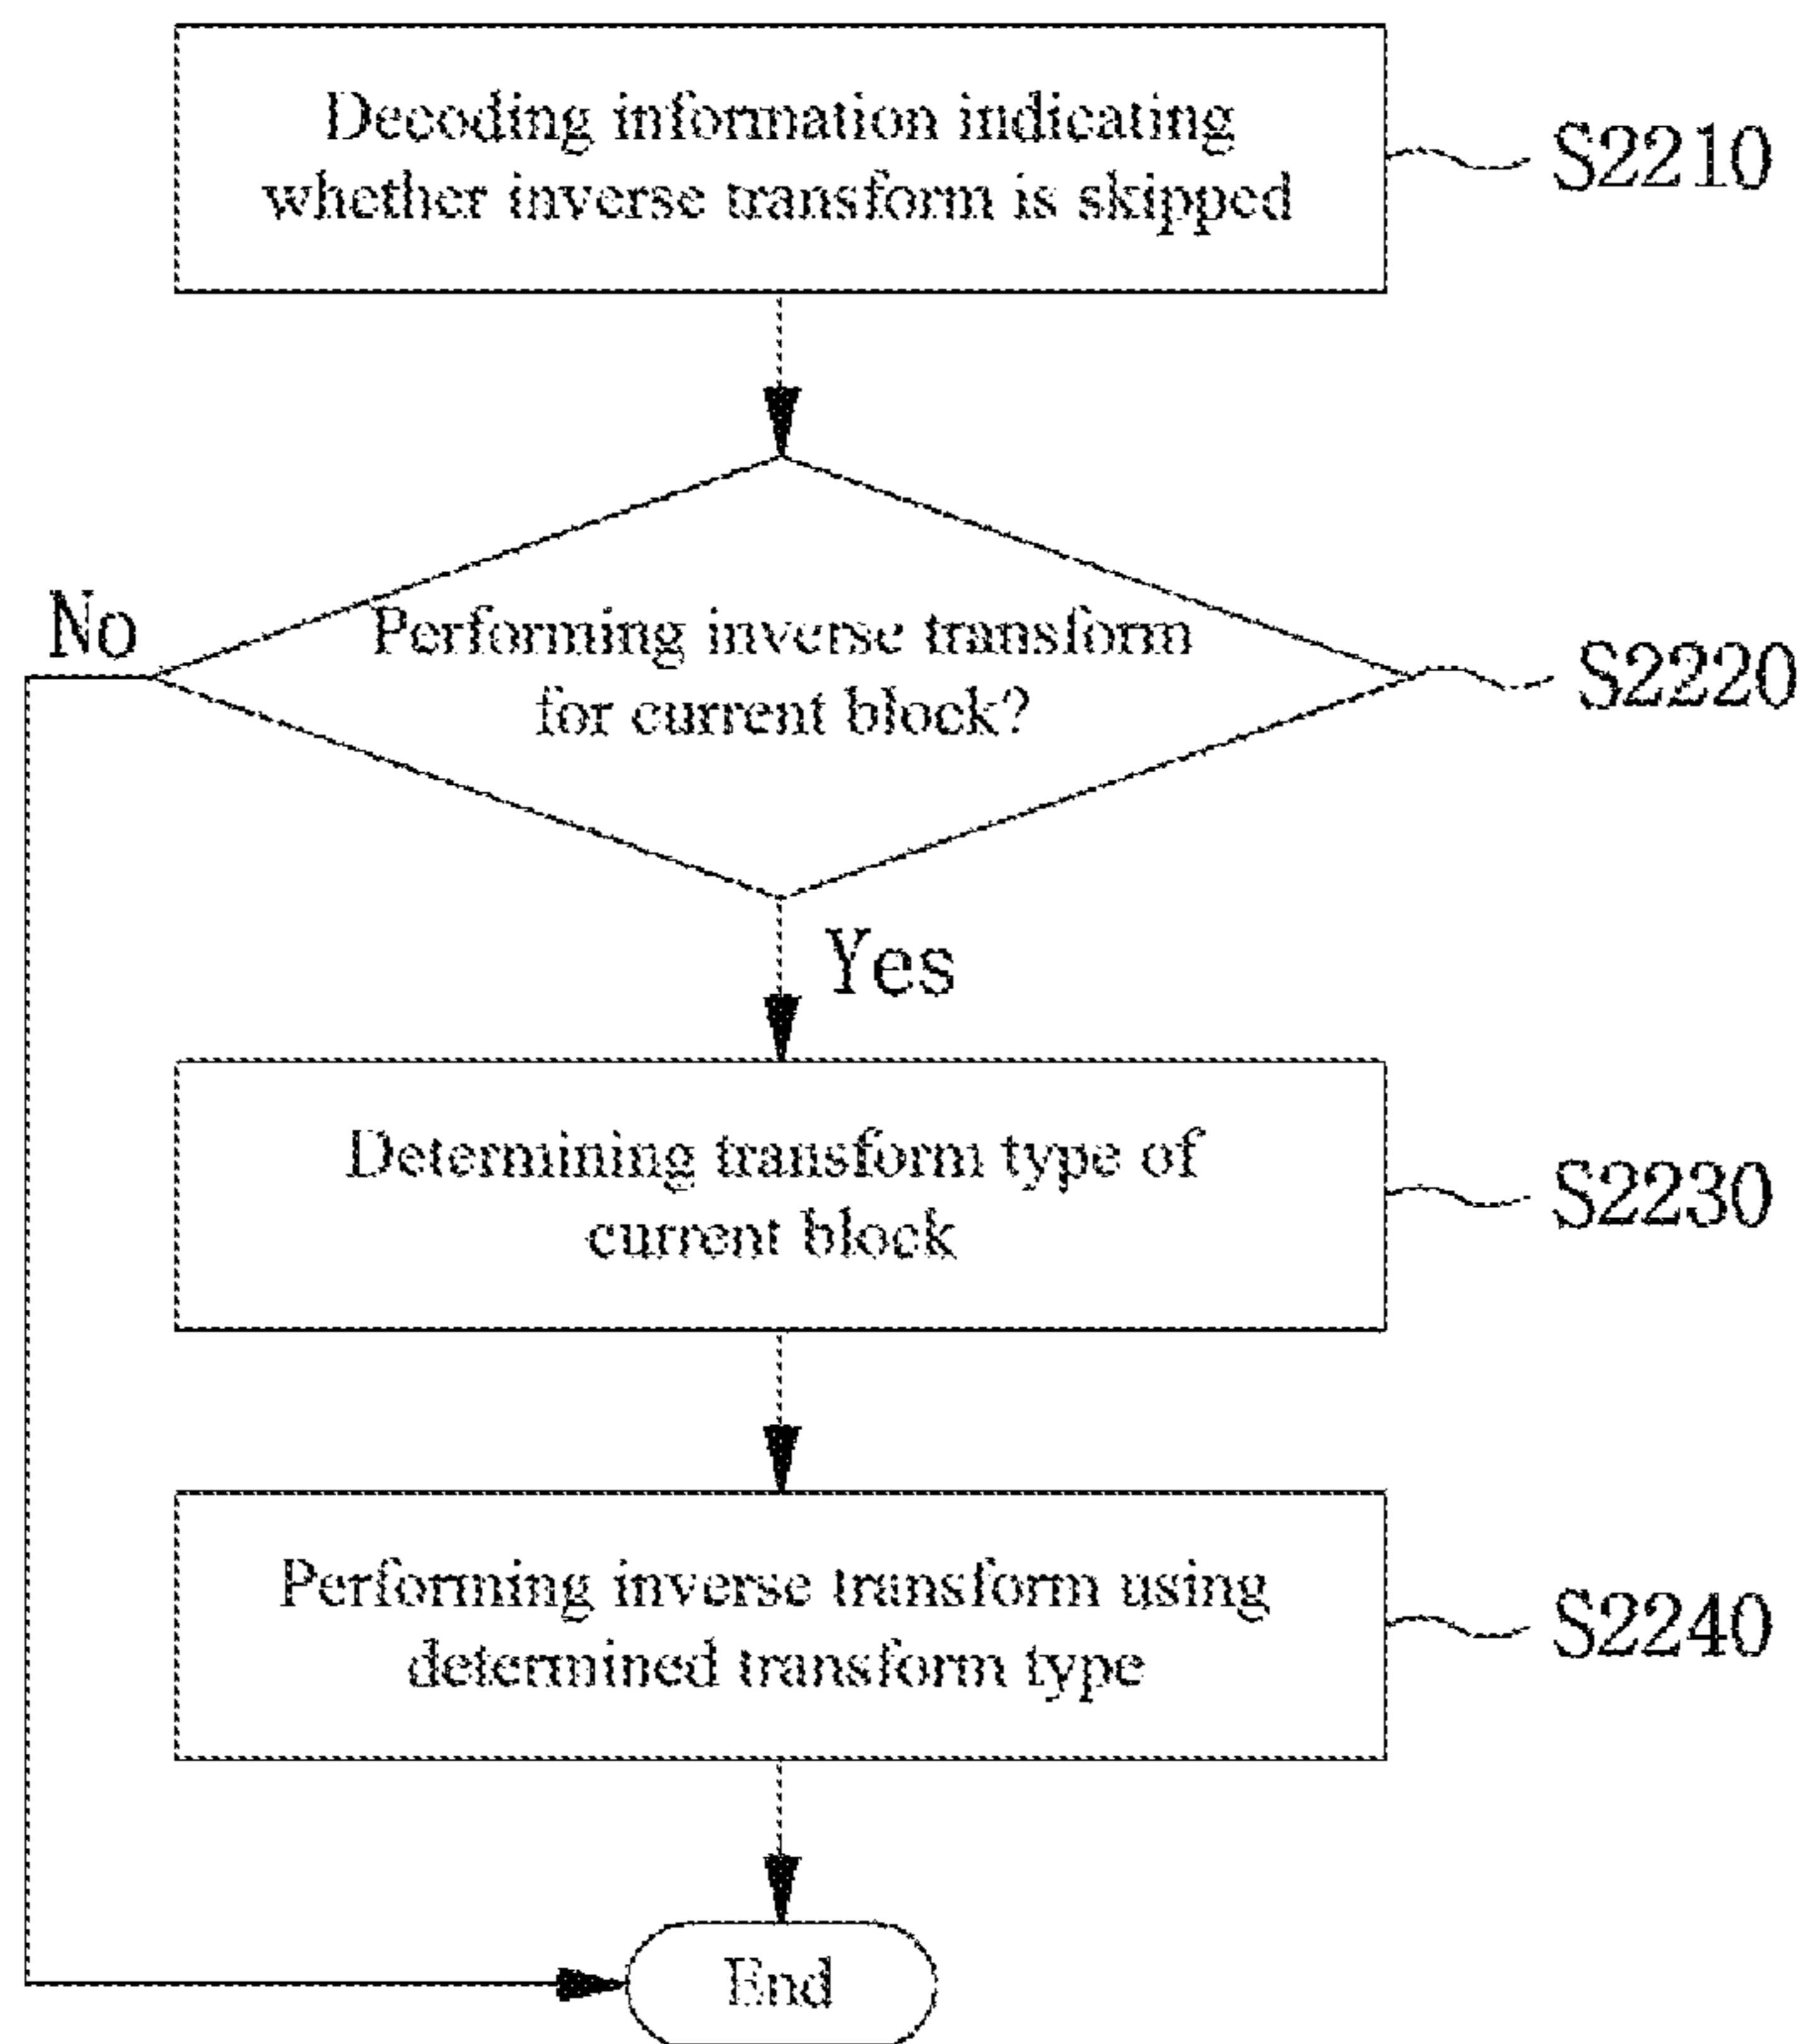 Decoding information indicating
whether inverse transform is skipped
S2210
No
Performing inverse transform
for current block?
S2220
Yes
Determining transform type of
current block
S2230
Performing inverse transform using
determined transform type
S2240
End